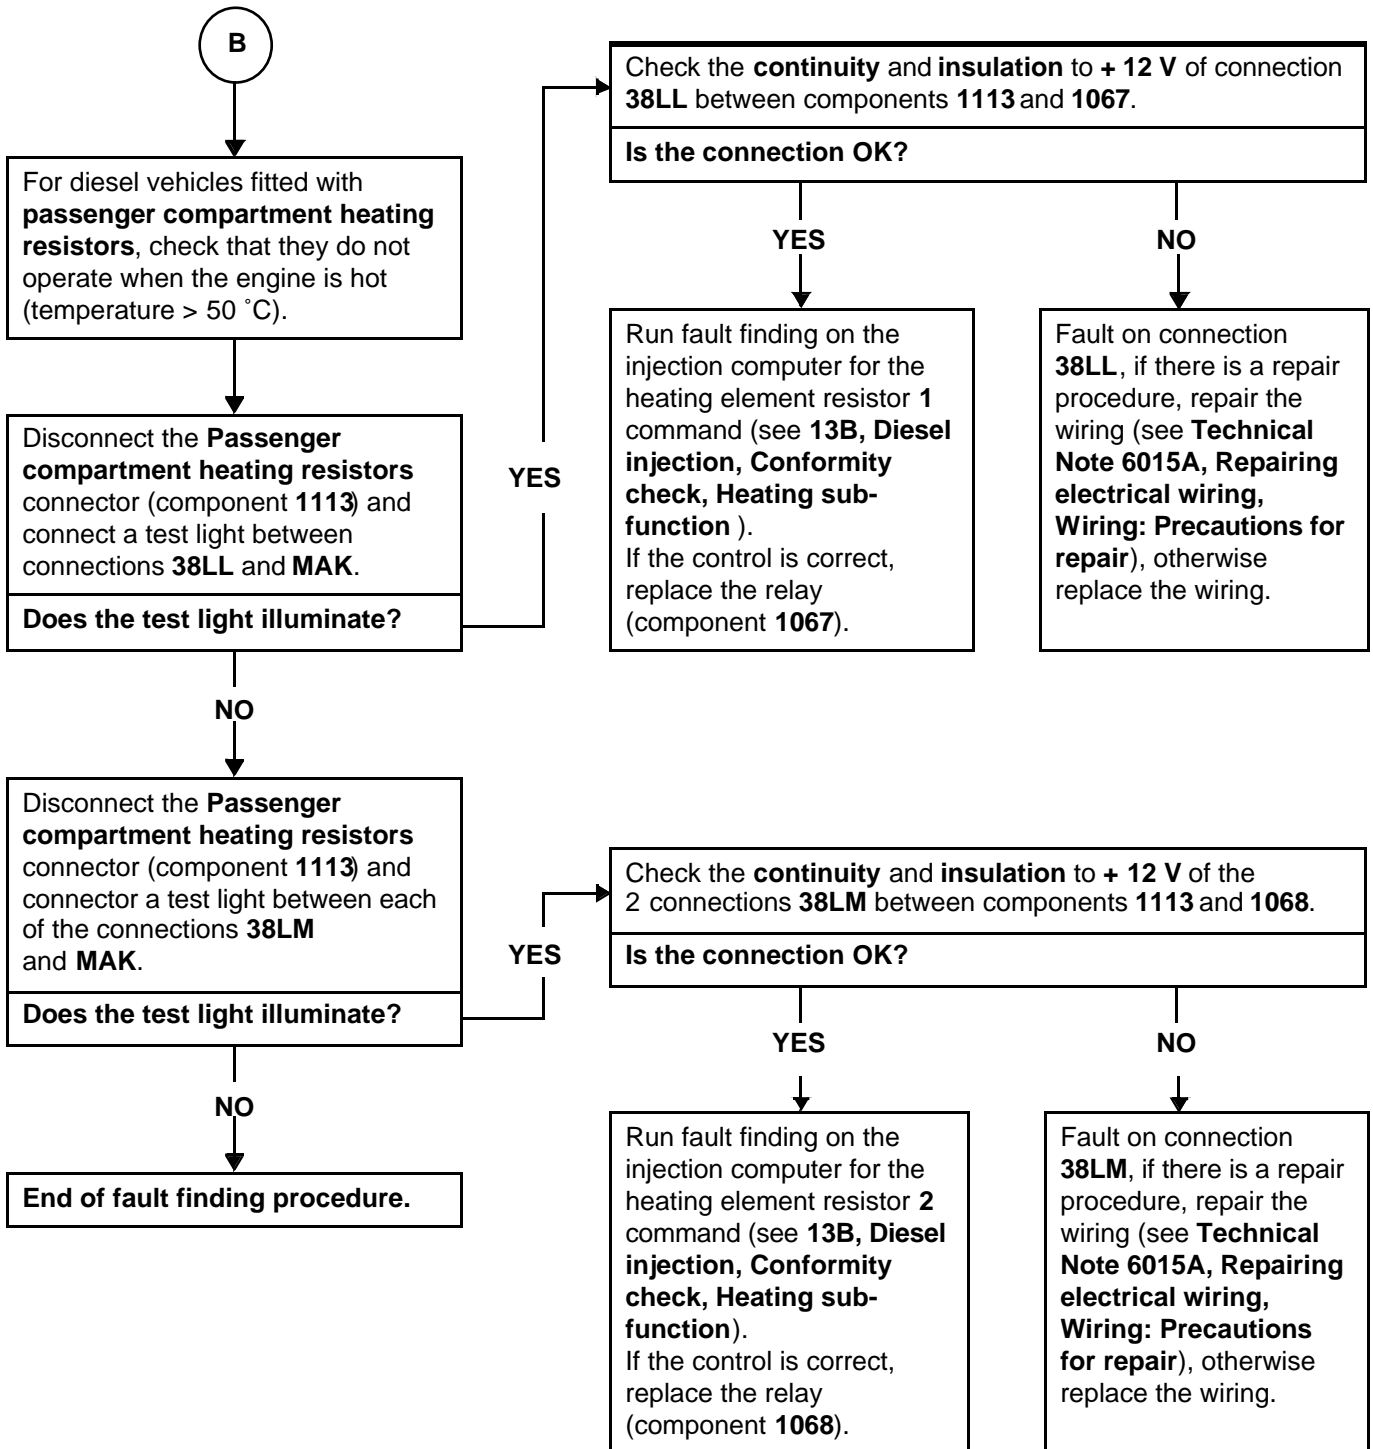 B
For diesel vehicles fitted with
passenger compartment heating
resistors, check that they do not
operate when the engine is hot
(temperature > 50 ˚C).
Disconnect the Passenger
compartment heating resistors
connector (component 1113) and
connect a test light between
connections 38LL and MAK.
Does the test light illuminate?
YES
Check the continuity and insulation to + 12 V of connection
38LL between components 1113 and 1067.
Is the connection OK?
YES
NO
Run fault finding on the
injection computer for the
heating element resistor 1
command (see 13B, Diesel
injection, Conformity
check, Heating sub-
function ).
If the control is correct,
replace the relay
(component 1067).
Fault on connection
38LL, if there is a repair
procedure, repair the
wiring (see Technical
Note 6015A, Repairing
electrical wiring,
Wiring: Precautions for
repair), otherwise
replace the wiring.
NO
Disconnect the Passenger
compartment heating resistors
connector (component 1113) and
connector a test light between each
of the connections 38LM
and MAK.
Does the test light illuminate?
YES
Check the continuity and insulation to + 12 V of the
2 connections 38LM between components 1113 and 1068.
Is the connection OK?
YES
NO
Run fault finding on the
injection computer for the
heating element resistor 2
command (see 13B, Diesel
injection, Conformity
check, Heating sub-
function).
If the control is correct,
replace the relay
(component 1068).
Fault on connection
38LM, if there is a repair
procedure, repair the
wiring (see Technical
Note 6015A, Repairing
electrical wiring,
Wiring: Precautions
for repair), otherwise
replace the wiring.
NO
End of fault finding procedure.